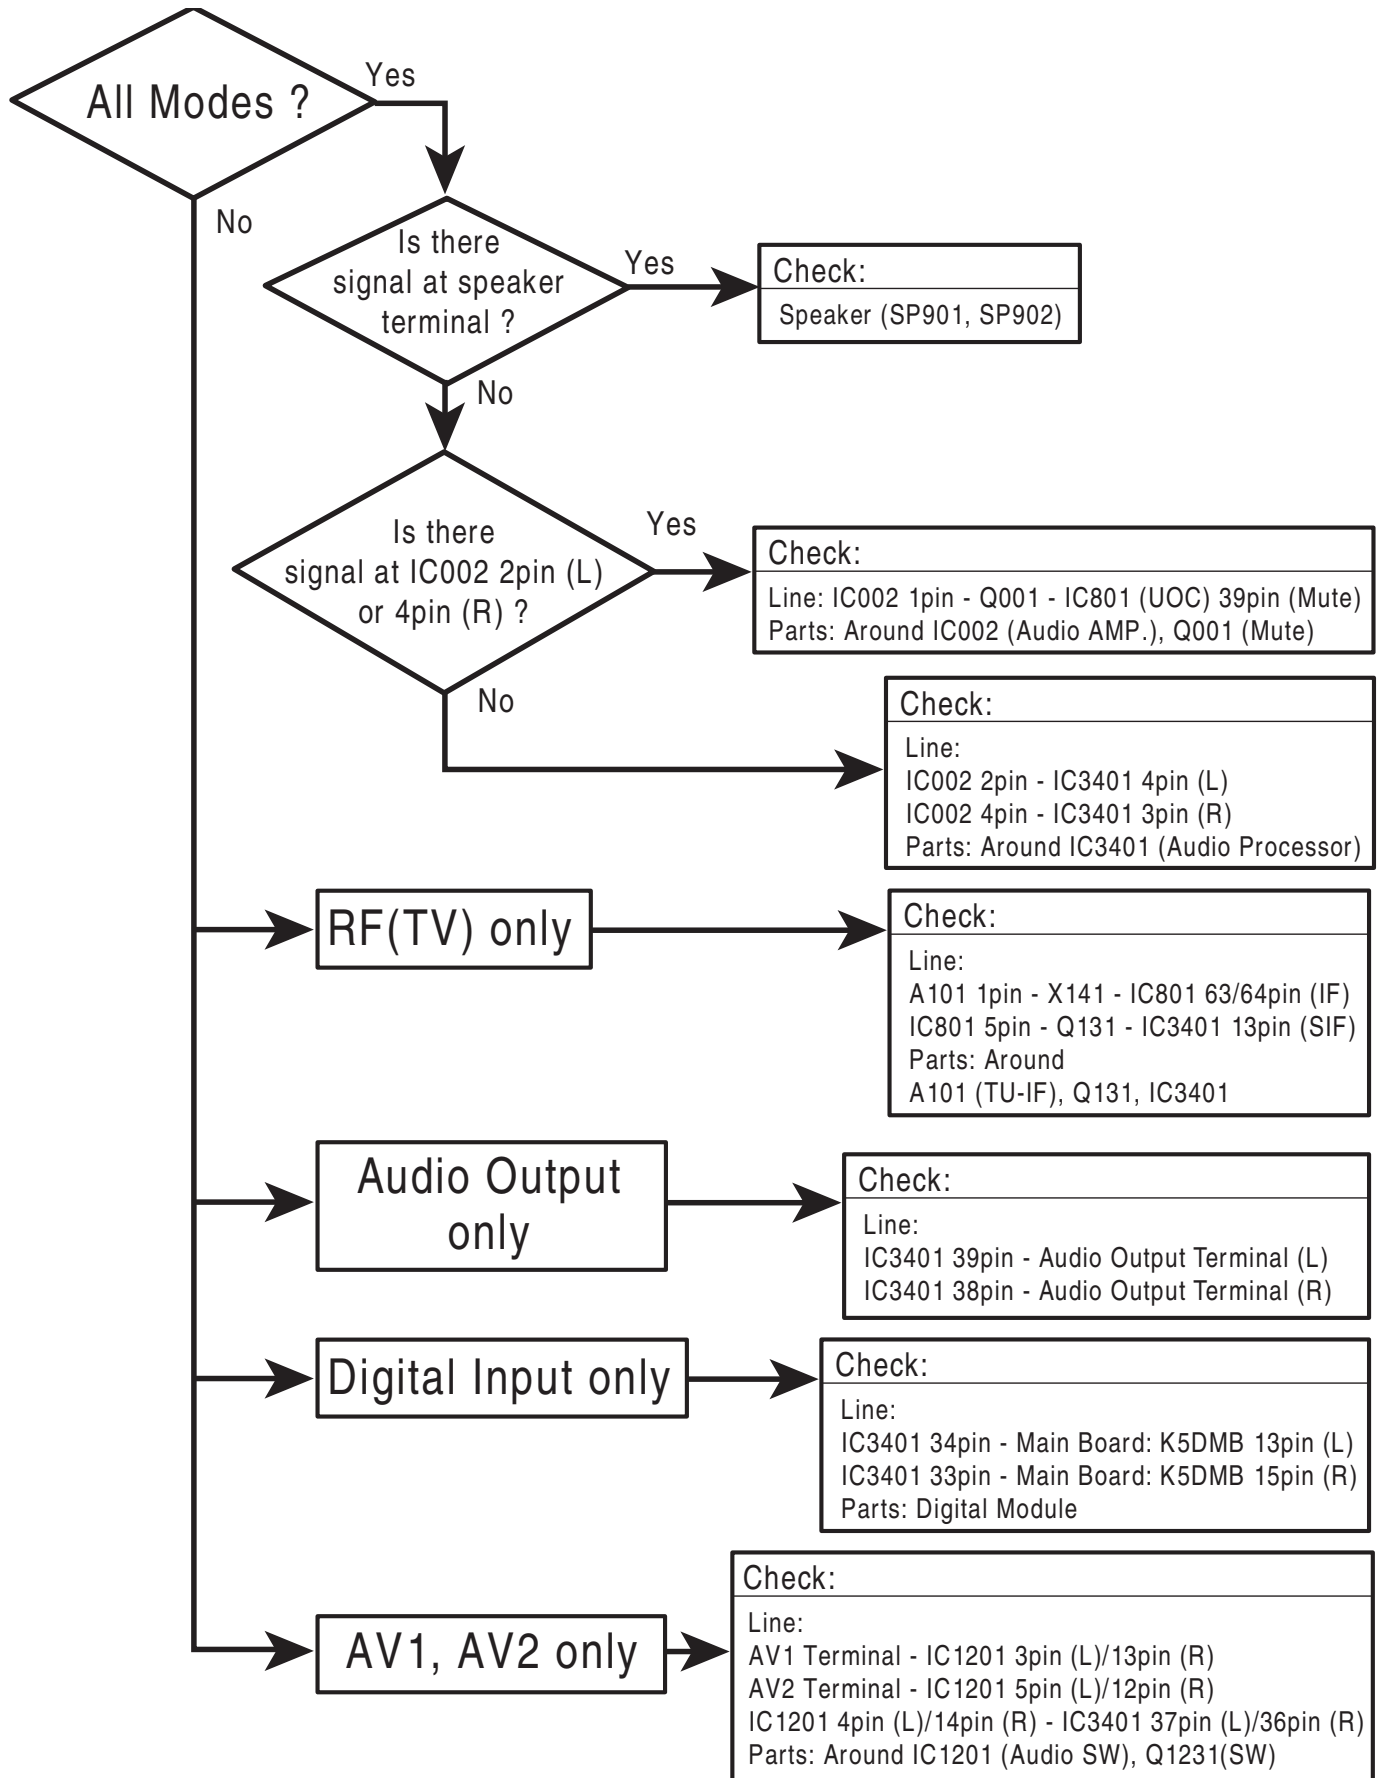 All Modes ?
Yes
No
Is there
signal at speaker
terminal ?
Yes
Check:
Speaker (SP901, SP902)
No
Is there
signal at IC002 2pin (L)
or 4pin (R) ?
Yes
Check:
Line: IC002 1pin - Q001 - IC801 (UOC) 39pin (Mute)
Parts: Around IC002 (Audio AMP.), Q001 (Mute)
No
Check:
Line:
IC002 2pin - IC3401 4pin (L)
IC002 4pin - IC3401 3pin (R)
Parts: Around IC3401 (Audio Processor)
RF(TV) only
Check:
Line:
A101 1pin - X141 - IC801 63/64pin (IF)
IC801 5pin - Q131 - IC3401 13pin (SIF)
Parts: Around
A101 (TU-IF), Q131, IC3401
Audio Output
only
Check:
Line:
IC3401 39pin - Audio Output Terminal (L)
IC3401 38pin - Audio Output Terminal (R)
Digital Input only
Check:
Line:
IC3401 34pin - Main Board: K5DMB 13pin (L)
IC3401 33pin - Main Board: K5DMB 15pin (R)
Parts: Digital Module
AV1, AV2 only
Check:
Line:
AV1 Terminal - IC1201 3pin (L)/13pin (R)
AV2 Terminal - IC1201 5pin (L)/12pin (R)
IC1201 4pin (L)/14pin (R) - IC3401 37pin (L)/36pin (R)
Parts: Around IC1201 (Audio SW), Q1231(SW)